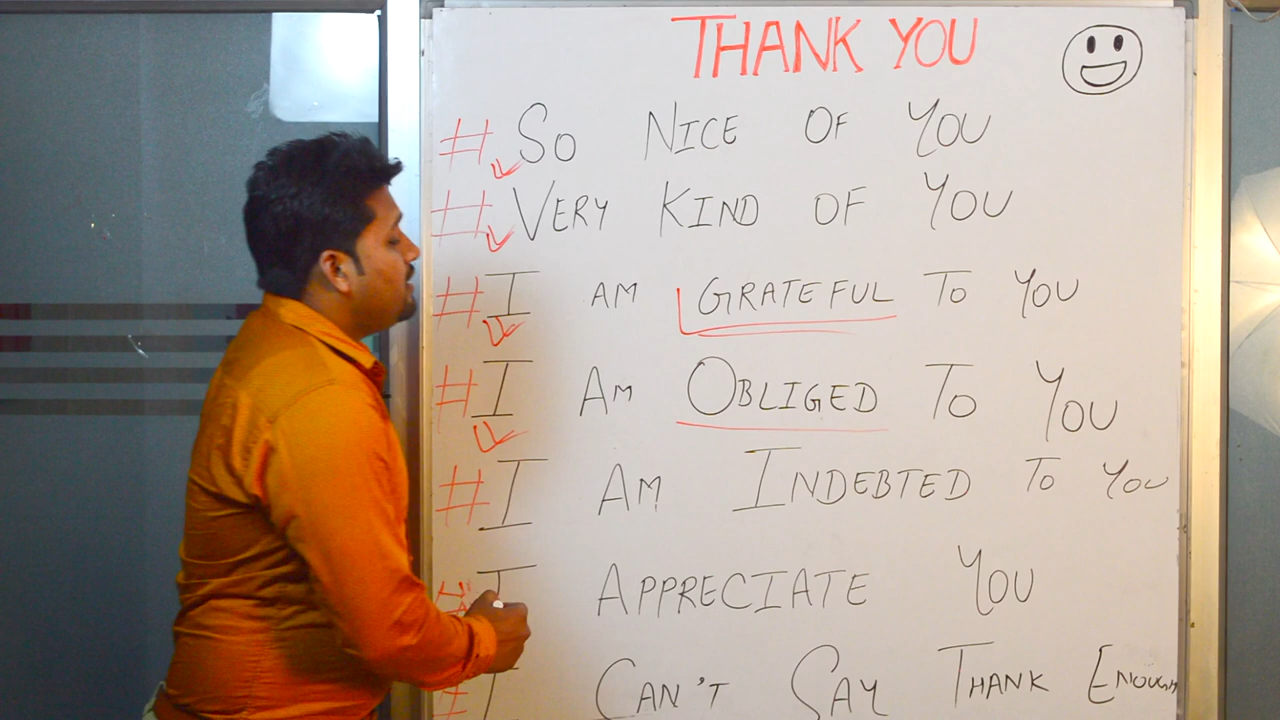 THANK YOU
# SO NICE OF YOU
# VERY KIND OF YOU
# I AM GRATEFUL TO YOU
# I AM OBLIGED TO YOU
# I AM INDEBTED TO YOU
# I APPRECIATE YOU
# I CAN'T SAY THANK ENOUGH